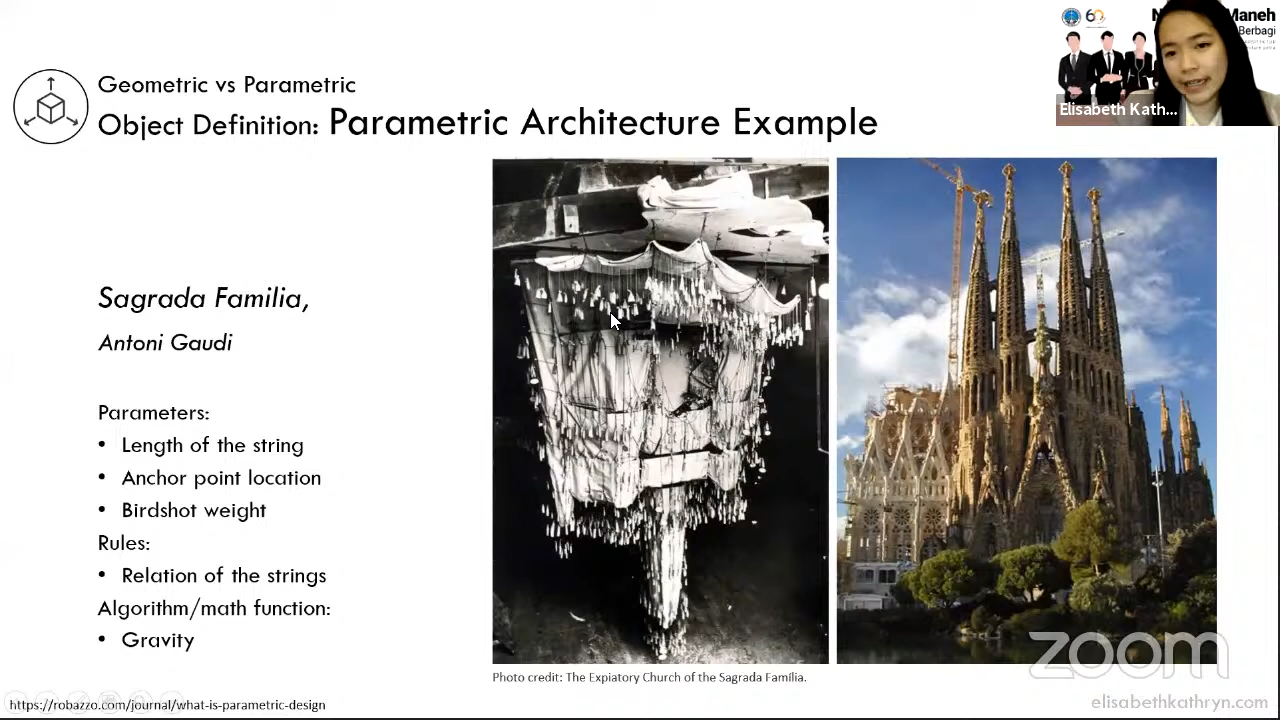 Geometric vs Parametric
Object Definition: Parametric Architecture Example
60
Maneh
Berbagi
Elisabeth Kath...
Sagrada Familia,
Antoni Gaudi
Parameters:
• Length of the string
• Anchor point location
• Birdshot weight
Rules:
• Relation of the strings
Algorithm/math function:
• Gravity
Photo credit: The Expiatory Church of the Sagrada Família.
zoom
https://robazzo.com/journal/what-is-parametric-design
elisabethkathryn.com